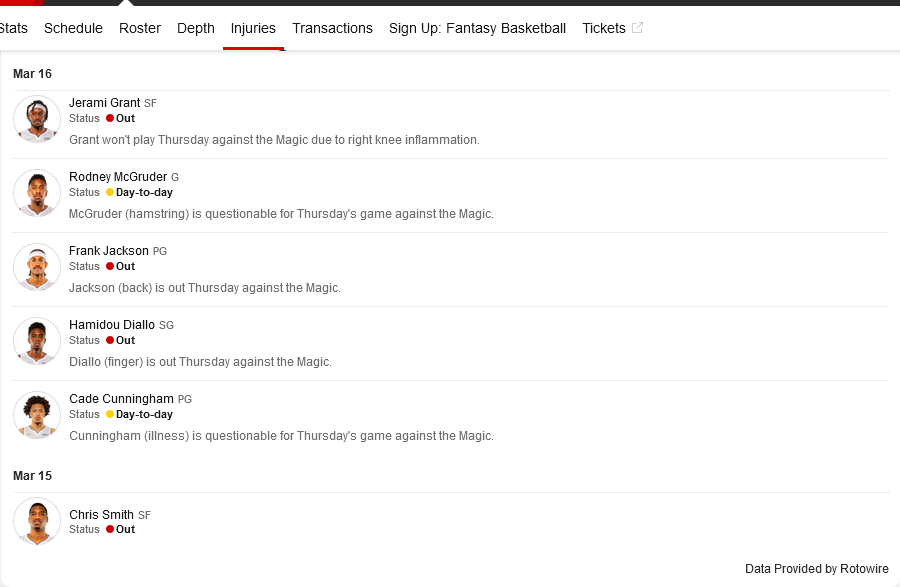 Stats Schedule Roster Depth Injuries Transactions Sign Up: Fantasy Basketball Tickets
Mar 16
Jerami Grant SF
Status Out
Grant won't play Thursday against the Magic due to right knee inflammation.
Rodney McGruder G
Status Day-to-day
McGruder (hamstring) is questionable for Thursday's game against the Magic.
Frank Jackson PG
Status Out
Jackson (back) is out Thursday against the Magic.
Hamidou Diallo SG
Status Out
Diallo (finger) is out Thursday against the Magic.
Cade Cunningham PG
Status Day-to-day
Cunningham (illness) is questionable for Thursday's game against the Magic.
Mar 15
Chris Smith SF
Status Out
Data Provided by Rotowire